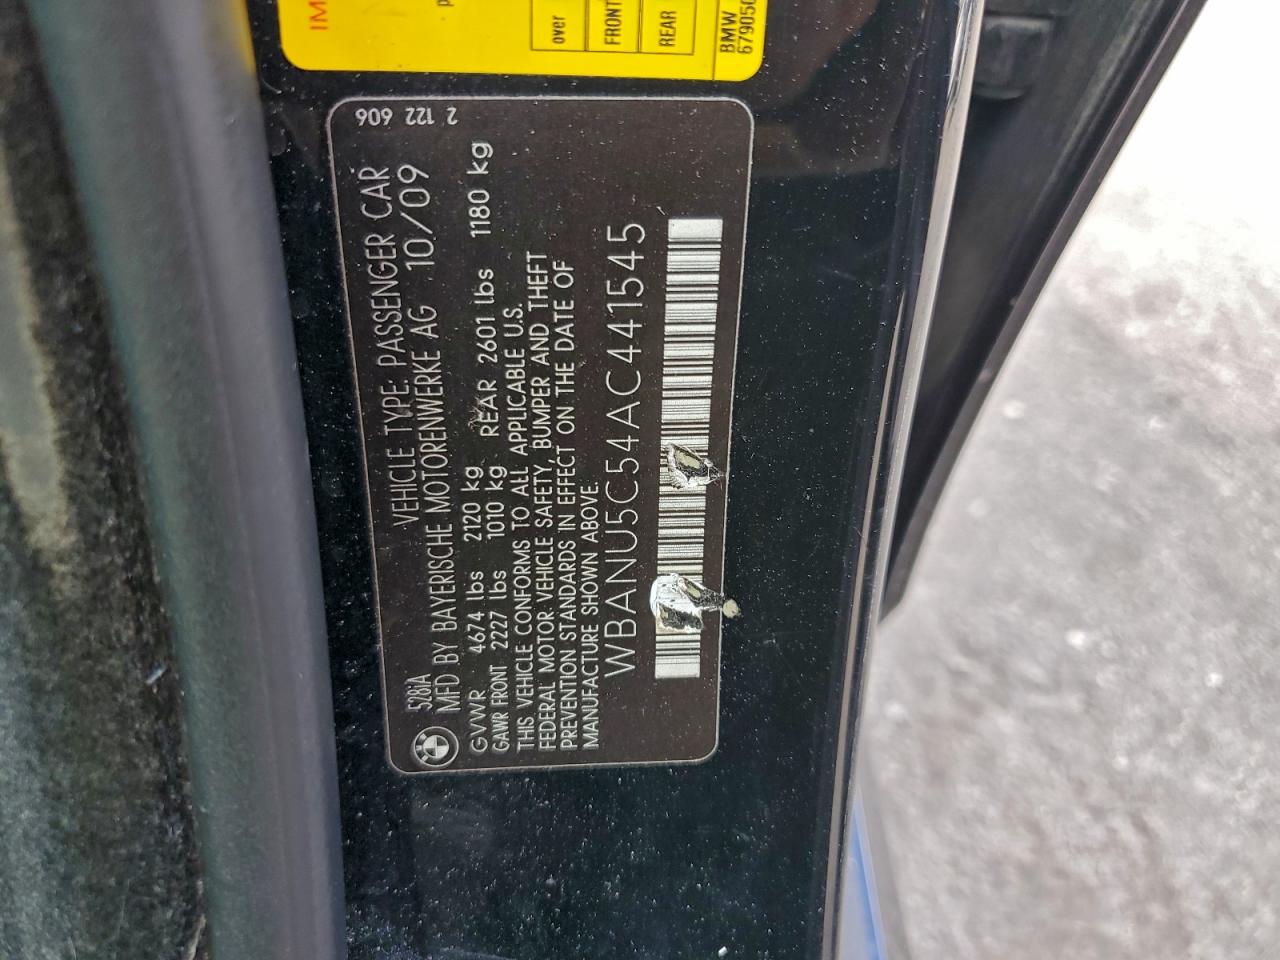 528iA VEHICLE TYPE: PASSENGER CAR
MFD BY BAYERISCHE MOTORENWERKE AG 10/09
GVWR 4674 lbs 2120 kg
GAWR FRONT 2227 lbs 1010 kg REAR 2601 lbs 1180 kg
THIS VEHICLE CONFORMS TO ALL APPLICABLE U.S.
FEDERAL MOTOR VEHICLE SAFETY, BUMPER AND THEFT
PREVENTION STANDARDS IN EFFECT ON THE DATE OF
MANUFACTURE SHOWN ABOVE.
WBANU5C54AC441545
2 122 606
over
FRONT
REAR
BMW